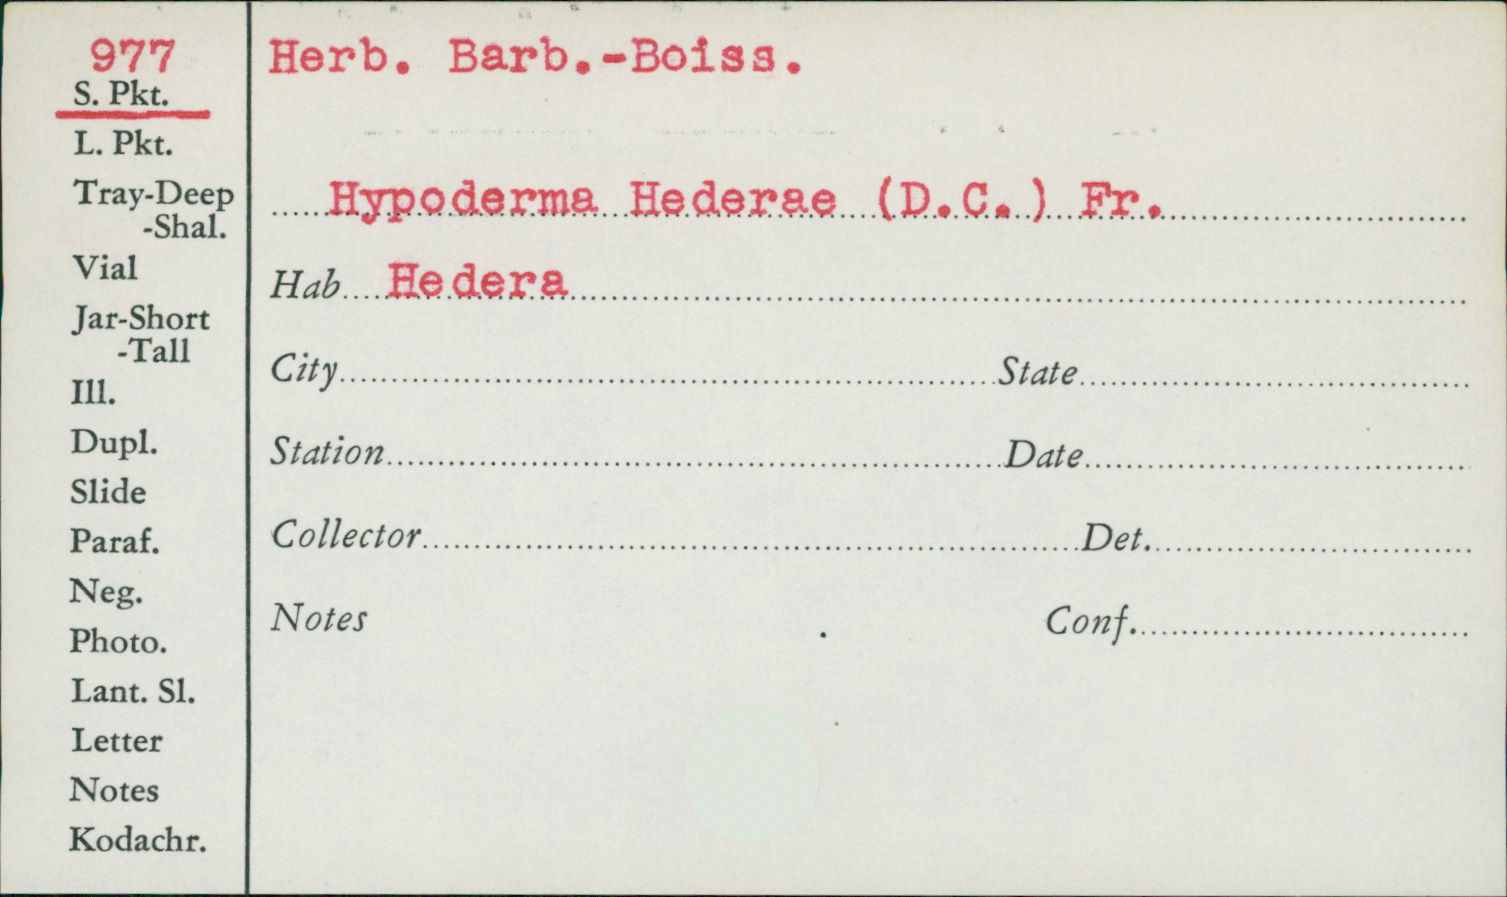 977
S. Pkt.
L. Pkt.
Tray-Deep
-Shal.
Vial
Jar-Short
-Tall
Ill.
Dupl.
Slide
Paraf.
Neg.
Photo.
Lant. Sl.
Letter
Notes
Kodachr.
Herb. Barb.-Boiss.
Hypoderma Hederae (D.C.) Fr.
Hab Hedera
City State
Station Date
Collector Det.
Notes Conf.